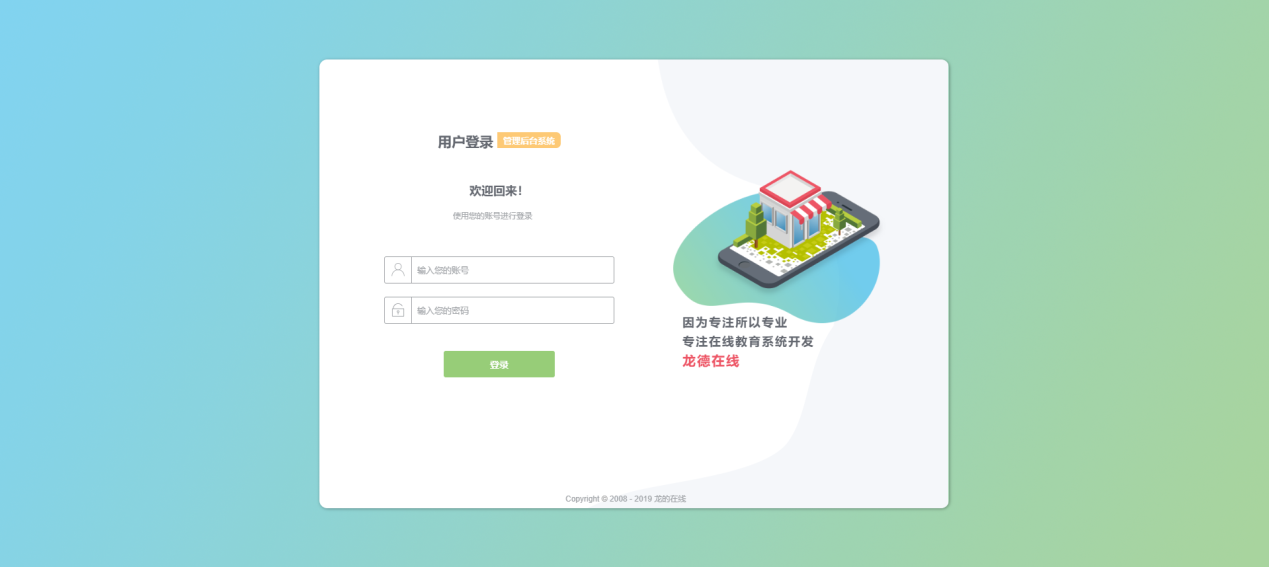 用户登录 管理后台系统
欢迎回来!
使用您的账号进行登录
输入您的账号
输入您的密码
登录
因为专注所以专业
专注在线教育系统开发
龙德在线
Copyright © 2008 - 2019 龙的在线